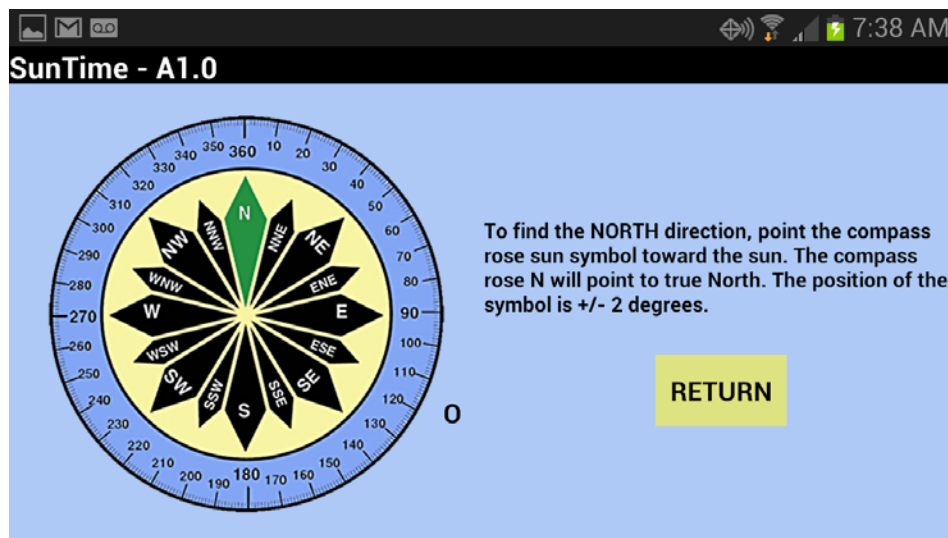 7:38 AM
SunTime - A1.0
360
10
20
30
40
50
60
70
80
90
100
110
120
130
140
150
160
170
180
190
200
210
220
230
240
250
260
270
280
290
300
310
320
330
340
350
N
NNE
NE
ENE
E
ESE
SE
SSE
S
SSW
SW
WSW
W
WNW
NW
NNW
O
To find the NORTH direction, point the compass
rose sun symbol toward the sun. The compass
rose N will point to true North. The position of the
symbol is +/- 2 degrees.
RETURN